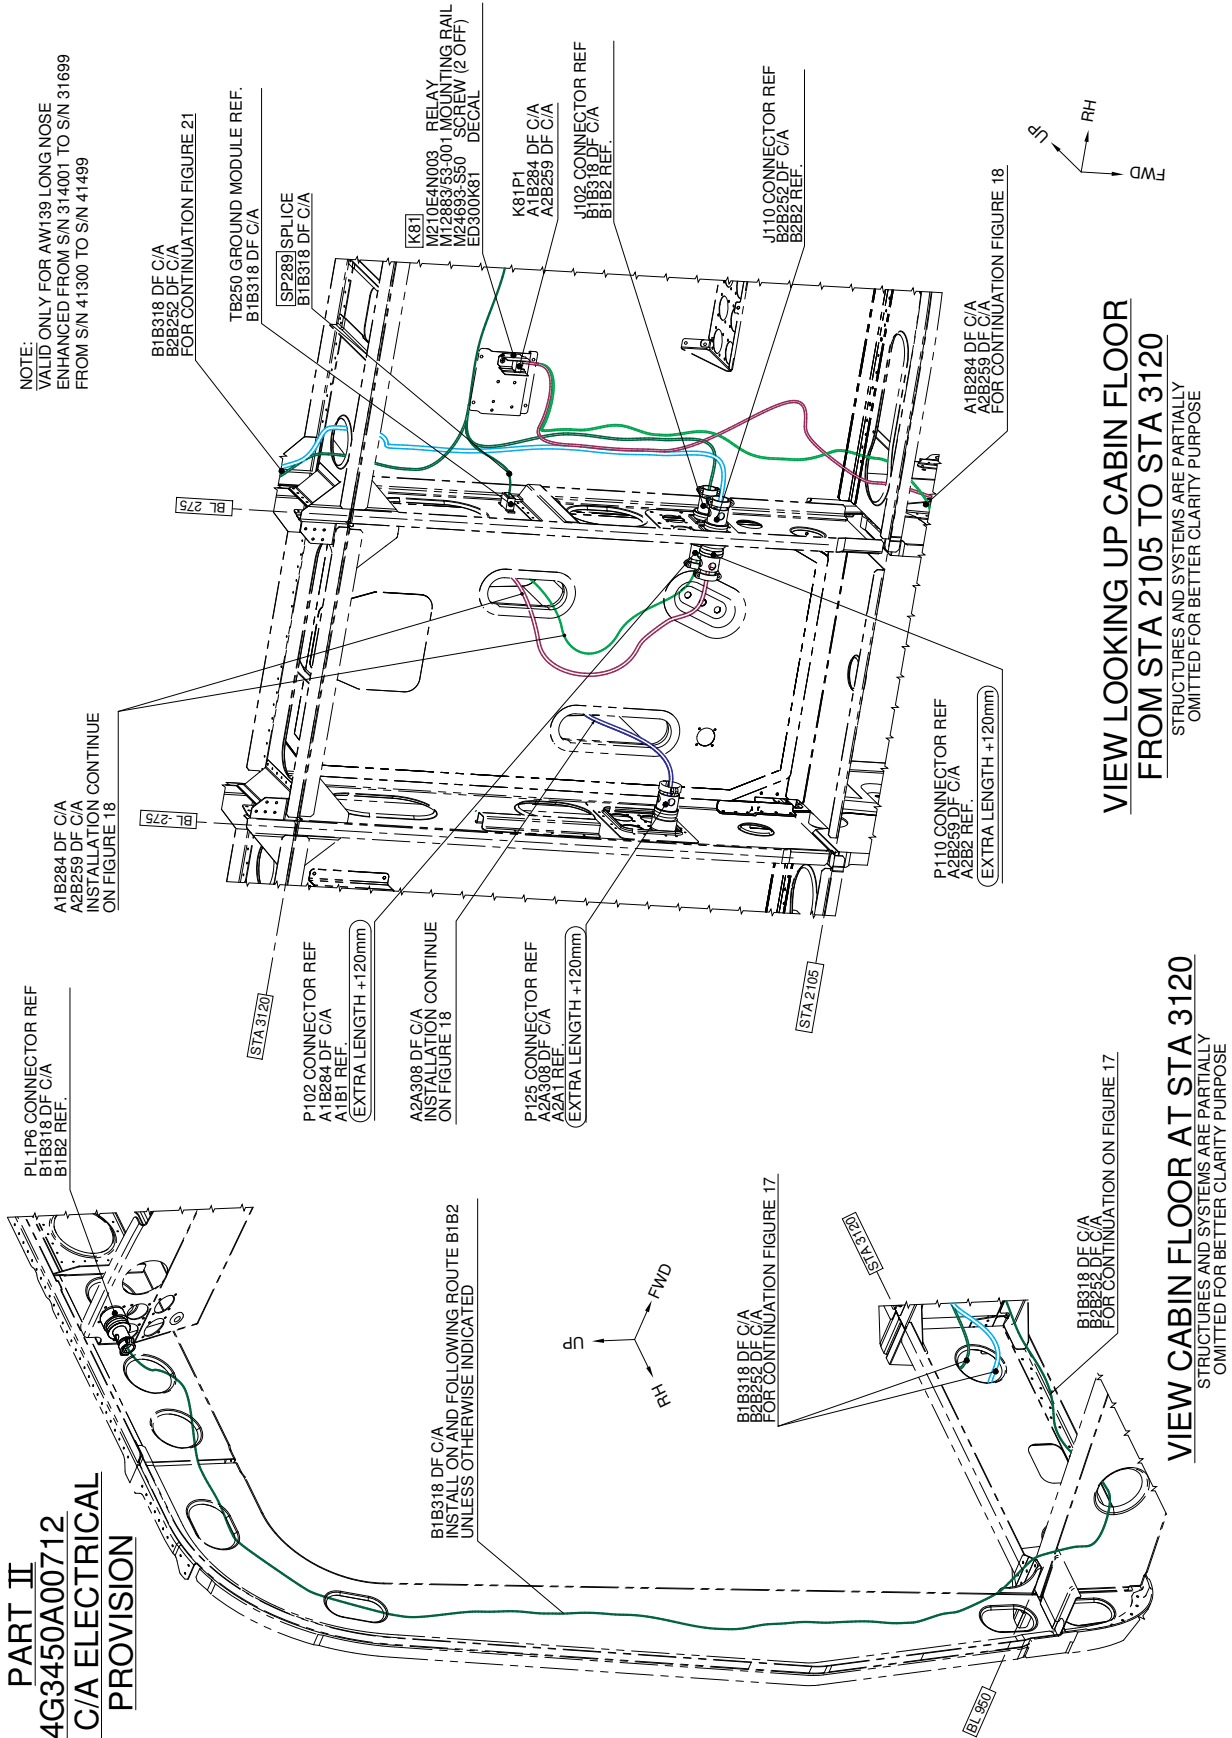 PART II
4G3450A00712
C/A ELECTRICAL
PROVISION
PL1P6 CONNECTOR REF
B1B318 DF C/A
B1B2 REF.
B1B318 DF C/A
INSTALL ON AND FOLLOWING ROUTE B1B2
UNLESS OTHERWISE INDICATED
UP
FWD
RH
B1B318 DF C/A
B2B252 DF C/A
FOR CONTINUATION FIGURE 17
STA 3120
BL 950
B1B318 DF C/A
B2B252 DF C/A
FOR CONTINUATION ON FIGURE 17
VIEW CABIN FLOOR AT STA 3120
STRUCTURES AND SYSTEMS ARE PARTIALLY
OMITTED FOR BETTER CLARITY PURPOSE
NOTE:
VALID ONLY FOR AW139 LONG NOSE
ENHANCED FROM S/N 314001 TO S/N 31699
FROM S/N 41300 TO S/N 41499
A1B284 DF C/A
A2B259 DF C/A
INSTALLATION CONTINUE
ON FIGURE 18
B1B318 DF C/A
B2B252 DF C/A
FOR CONTINUATION FIGURE 21
TB250 GROUND MODULE REF.
B1B318 DF C/A
SP289 SPLICE
B1B318 DF C/A
K81
M210E4N003 RELAY
M12883/53-001 MOUNTING RAIL
M24693-S50 SCREW (2 OFF)
ED300K81 DECAL
K81P1
A1B284 DF C/A
A2B259 DF C/A
J102 CONNECTOR REF
B1B318 DF C/A
B1B2 REF.
J110 CONNECTOR REF
B2B252 DF C/A
B2B2 REF.
BL 275
BL -275
STA 3120
STA 2105
P102 CONNECTOR REF
A1B284 DF C/A
A1B1 REF.
EXTRA LENGTH +120mm
A2A308 DF C/A
INSTALLATION CONTINUE
ON FIGURE 18
P125 CONNECTOR REF
A2A308 DF C/A
A2A1 REF.
EXTRA LENGTH +120mm
P110 CONNECTOR REF
A2B259 DF C/A
A2B2 REF.
EXTRA LENGTH +120mm
A1B284 DF C/A
A2B259 DF C/A
FOR CONTINUATION FIGURE 18
UP
RH
FWD
VIEW LOOKING UP CABIN FLOOR
FROM STA 2105 TO STA 3120
STRUCTURES AND SYSTEMS ARE PARTIALLY
OMITTED FOR BETTER CLARITY PURPOSE